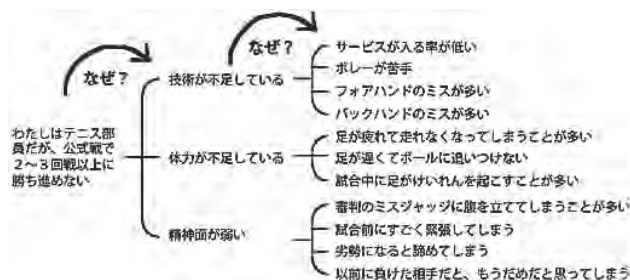 なぜ?
なぜ?
わたしはテニス部
員だが、公式戦で
2〜3回戦以上に
勝ち進めない
技術が不足している
サービスが入る率が低い
ボレーが苦手
フォアハンドのミスが多い
バックハンドのミスが多い
体力が不足している
足が疲れて走れなくなってしまうことが多い
足が遅くてボールに追いつけない
試合中に足がけいれんを起こすことが多い
精神面が弱い
審判のミスジャッジに腹を立ててしまうことが多い
試合前にすごく緊張してしまう
劣勢になると諦めてしまう
以前に負けた相手だと、もうだめだと思ってしまう